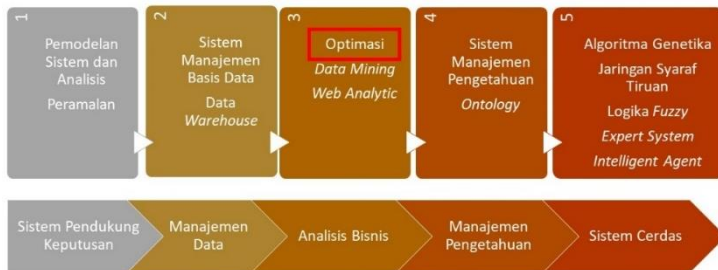 1
Pemodelan
Sistem dan
Analisis
Peramalan
2
Sistem
Manajemen
Basis Data
Data
Warehouse
3
Optimasi
Data Mining
Web Analytic
4
Sistem
Manajemen
Pengetahuan
Ontology
5
Algoritma Genetika
Jaringan Syaraf
Tiruan
Logika Fuzzy
Expert System
Intelligent Agent
Sistem Pendukung
Keputusan
Manajemen
Data
Analisis Bisnis
Manajemen
Pengetahuan
Sistem Cerdas